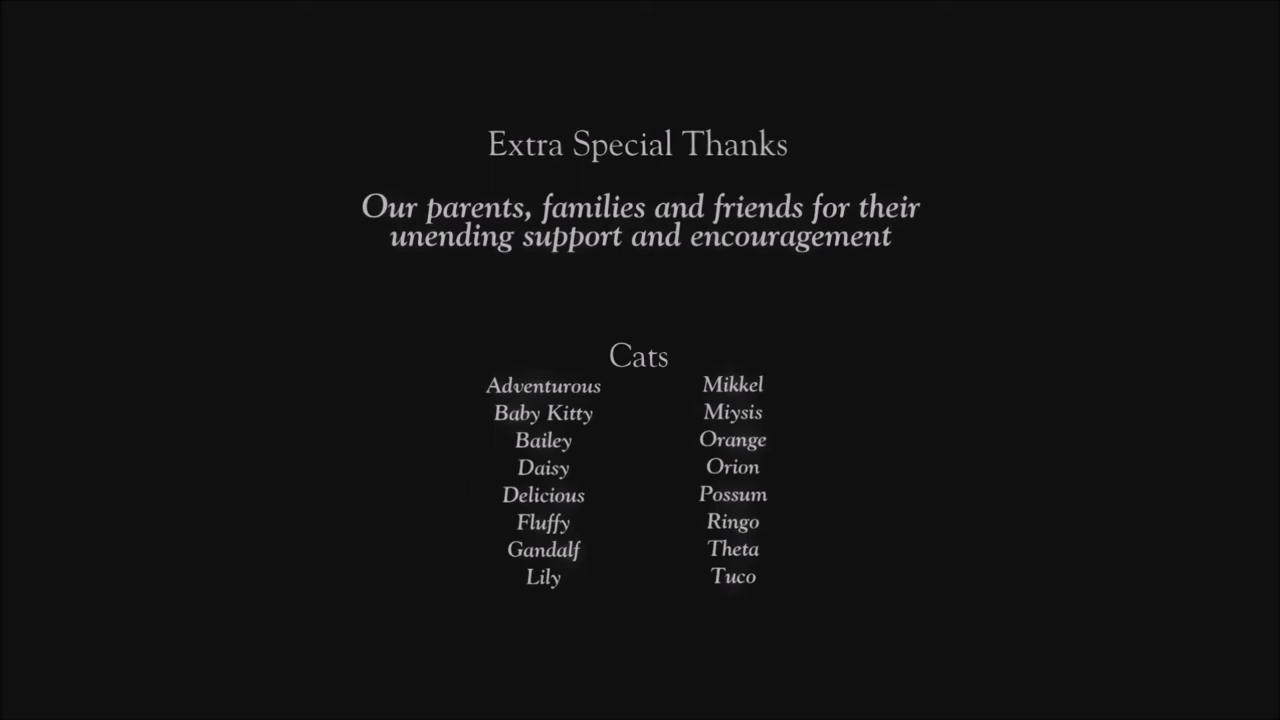 Extra Special Thanks
Our parents, families and friends for their
unending support and encouragement
Cats
Adventurous
Baby Kitty
Bailey
Daisy
Delicious
Fluffy
Gandalf
Lily
Mikkel
Miysis
Orange
Orion
Possum
Ringo
Theta
Tuco